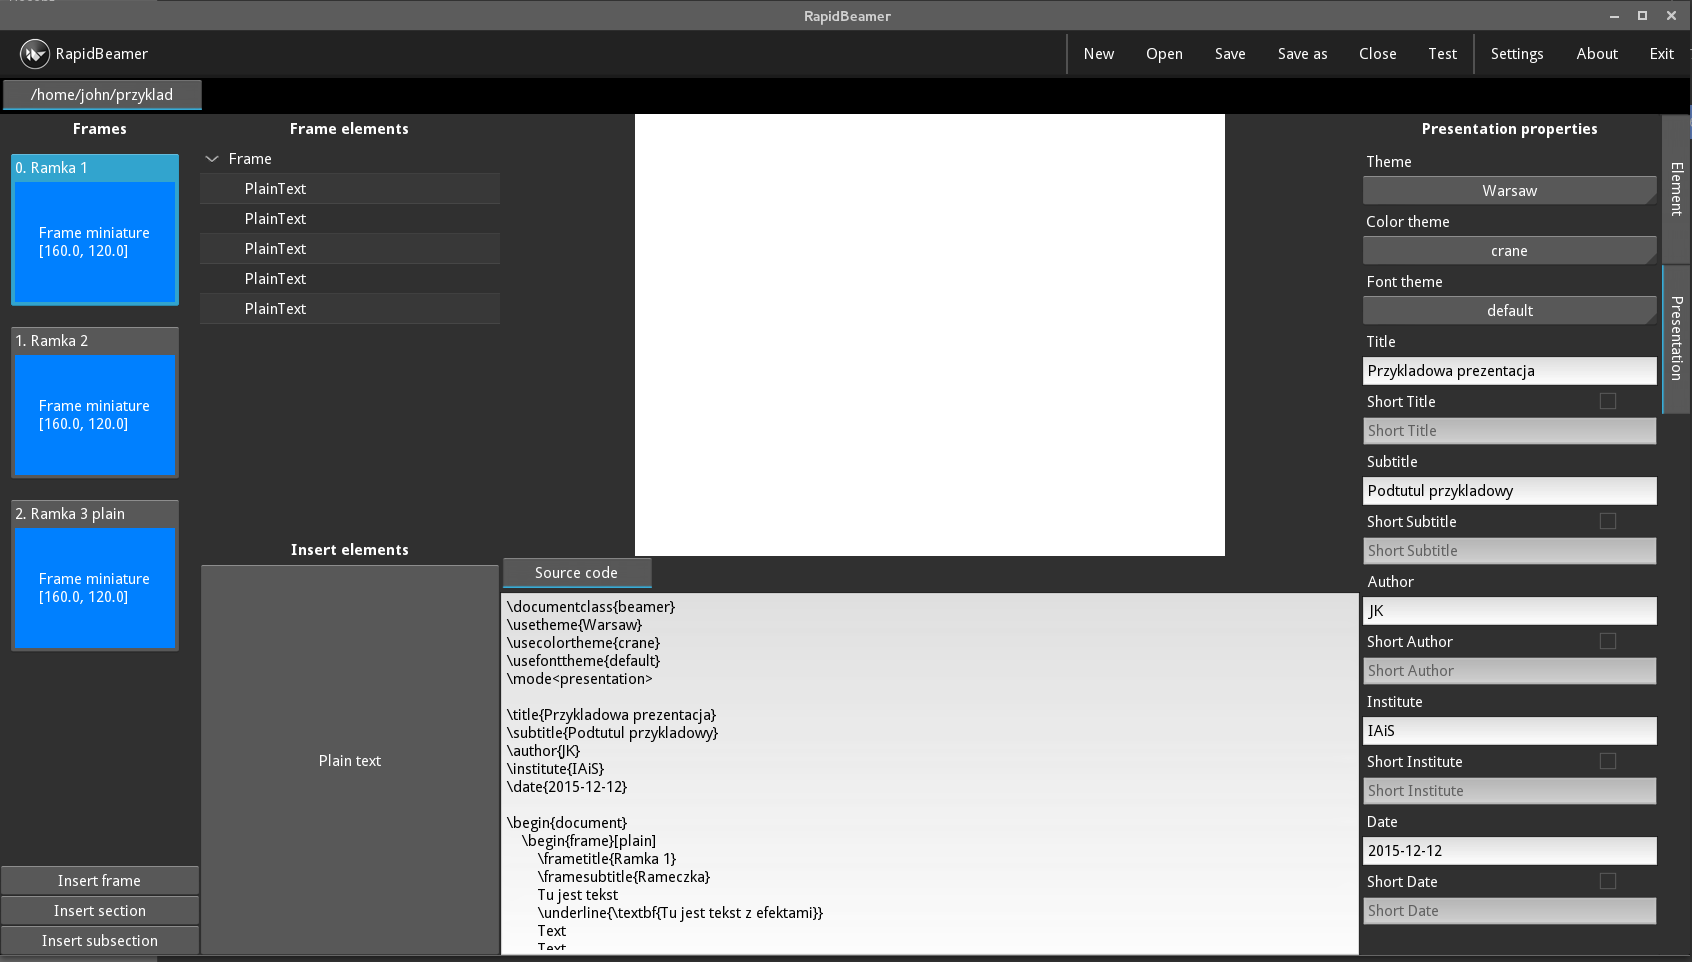 RapidBeamer
RapidBeamer
New Open Save Save as Close Test Settings About Exit
/home/john/przyklad
Frames
0. Ramka 1
Frame miniature
[160.0, 120.0]
1. Ramka 2
Frame miniature
[160.0, 120.0]
2. Ramka 3 plain
Frame miniature
[160.0, 120.0]
Insert frame
Insert section
Insert subsection
Frame elements
Frame
PlainText
PlainText
PlainText
PlainText
PlainText
Insert elements
Plain text
Source code
\documentclass{beamer}
\usetheme{Warsaw}
\usecolortheme{crane}
\usefonttheme{default}
\mode<presentation>
\title{Przykladowa prezentacja}
\subtitle{Podtutul przykladowy}
\author{JK}
\institute{IAiS}
\date{2015-12-12}
\begin{document}
\begin{frame}[plain]
\frametitle{Ramka 1}
\framesubtitle{Rameczka}
Tu jest tekst
\underline{\textbf{Tu jest tekst z efektami}}
Text
Text
Presentation properties
Theme
Warsaw
Color theme
crane
Font theme
default
Title
Przykladowa prezentacja
Short Title
Short Title
Subtitle
Podtutul przykladowy
Short Subtitle
Short Subtitle
Author
JK
Short Author
Short Author
Institute
IAiS
Short Institute
Short Institute
Date
2015-12-12
Short Date
Short Date
Element
Presentation